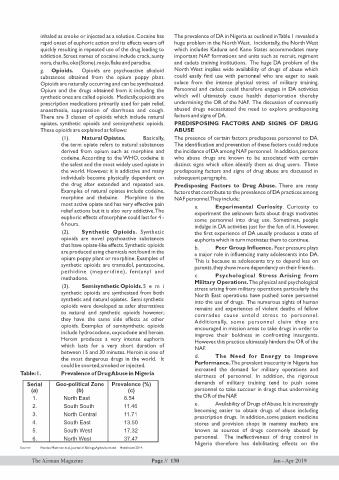 inhaled as smoke or injected as a solution. Cocaine has
rapid onset of euphoric action and its effects wears off
quickly resulting in repeated use of the drug, leading to
addiction. Street names of cocaine include crack, aunty
nora, charlie, oke (Stone), mojo, flake and paradise.
g. Opioids. Opioids are psychoactive alkaloid
substances obtained from the opium poppy plant.
Opioids are naturally occurring and can be synthesized.
Opium and the drugs obtained from it including the
synthetic ones are called opioids. Medically, opioids are
prescription medications primarily used for pain relief,
anaesthesia, suppression of diarrhoea and cough.
There are 3 classes of opioids which include natural
opiates, synthetic opioids and semisynthetic opioids.
These opioids are explained as follows:
(1). Natural Opiates. Basically,
the term opiate refers to natural substances
derived from opium such as morphine and
codeine. According to the WHO, codeine is
the safest and the most widely used opiate in
the world. However, it is addictive and many
individuals become physically dependent on
the drug after extended and repeated use.
Examples of natural opiates include codeine,
morphine and thebaine. Morphine is the
most active opiate and has very effective pain
relief actions but it is also very addictive. The
euphoric effects of morphine could last for 4 -
6 hours.
(2). Synthetic Opioids. Synthetic
opioids are novel psychoactive substances
that have opiate-like effects. Synthetic opioids
are produced using chemicals not found in the
opium poppy plant or morphine. Examples of
synthetic opioids are tramadol, pentazocine,
pethidine (meperidine), fentanyl and
methadone.
(3). Semisynthetic Opioids. S e m i
synthetic opioids are synthesized from both
synthetic and natural opiates. Semi synthetic
opioids were developed as safer alternatives
to natural and synthetic opioids however;
they have the same side effects as other
opioids. Examples of semisynthetic opioids
include hydrocodone, oxycodone and heroin.
Heroin produces a very intense euphoria
which lasts for a very short duration of
between 15 and 30 minutes. Heroin is one of
the most dangerous drugs in the world. It
could be snorted, smoked or injected.
Table: 1. Prevalence of Drug Abuse in Nigeria
Serial Geo-political Zone Prevalence (%)
(a) (b) (c)
1. North East 8.54
2. South South 11.46
3. North Central 11.71
4. South East 13.50
5. South West 17.32
6. North West 37.47
The prevalence of DA in Nigeria as outlined in Table 1 revealed a
huge problem in the North West. Incidentally, the North West
which includes Kaduna and Kano States accommodates many
important NAF formations and units such as mortar, regiment
and cadets training institutions. The huge DA problem of the
North West implies wide availability of drugs of abuse which
could easily find use with personnel who are eager to seek
solace from the intense physical stress of military training.
Personnel and cadets could therefore engage in DA activities
which will ultimately cause health deterioration thereby
undermining the OR of the NAF. The discussion of commonly
abused drugs necessitated the need to explore predisposing
factors and signs of DA.
PREDISPOSING FACTORS AND SIGNS OF DRUG
ABUSE
The presence of certain factors predisposes personnel to DA.
The identification and prevention of these factors could reduce
the incidence of DA among NAF personnel. In addition, persons
who abuse drugs are known to be associated with certain
distinct signs which often identify them as drug users. These
predisposing factors and signs of drug abuse are discussed in
subsequent paragraphs.
Predisposing Factors to Drug Abuse. There are many
factors that contribute to the prevalence of DA practices among
NAF personnel. They include:
a. Experimental Curiosity. Curiosity to
experiment the unknown facts about drugs motivates
some personnel into drug use. Sometimes, people
indulge in DA activities just for the fun of it. However,
the first experience of DA usually produces a state of
euphoria which in turn motivates them to continue.
b. Peer Group Influence. Peer pressure plays
a major role in influencing many adolescents into DA.
This is because as adolescents try to depend less on
parents, they show more dependency on their friends.
c. Psychological Stress Arising from
Military Operations. The physical and psychological
stress arising from military operations particularly the
North East operations have pushed some personnel
into the use of drugs. The numerous sights of human
remains and experiences of violent deaths of fellow
comrades cause untold stress to personnel.
Additionally, some personnel claim they are
encouraged in mission areas to take drugs in order to
improve their boldness in confronting insurgents.
However, this practice ultimately hinders the OR of the
NAF.
d. The Need for Energy to Improve
Performance. The prevalent insecurity in Nigeria has
increased the demand for military operations and
alertness of personnel. In addition, the rigorous
demands of military training tend to push some
personnel to take succour in drugs thus undermining
the OR of the NAF.
e. Availability of Drugs of Abuse. It is increasingly
becoming easier to obtain drugs of abuse including
prescription drugs. In addition, some patient medicine
stores and provision shops in mammy markets are
known as sources of drugs commonly abused by
personnel. The ineffectiveness of drug control in
Nigeria therefore has debilitating effects on the
The Airman Magazine Page // 130 Jan - Apr 2019